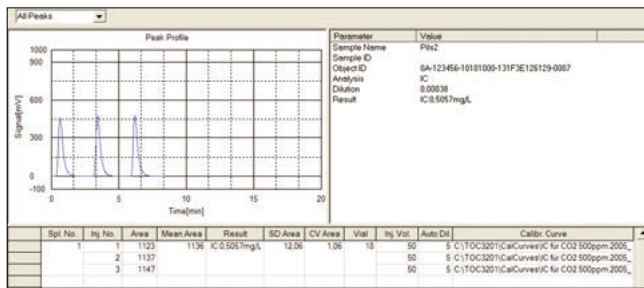 All Peaks
Peak Profile
1000
900
600
300
0
-100
Signal[mV]
0 5 10 15 20
Time[min]
Parameter Value
Sample Name Pils2
Sample ID
Object ID 0A-123456-10101000-131F3E126129-0007
Analysis IC
Dilution 0,00038
Result IC:0,5057mg/L
Spl. No. Inj. No. Area Mean Area Result SD Area CV Area Vial Inj. Vol. Auto Dil. Calibr. Curve
1 1 1123 1136 IC:0,5057mg/L 12,06 1,06 18 50 5 C:\TOC3201\CalCurves\IC für CO2 500ppm.2005_
2 1137 50 5 C:\TOC3201\CalCurves\IC für CO2 500ppm.2005_
3 1147 50 5 C:\TOC3201\CalCurves\IC für CO2 500ppm.2005_